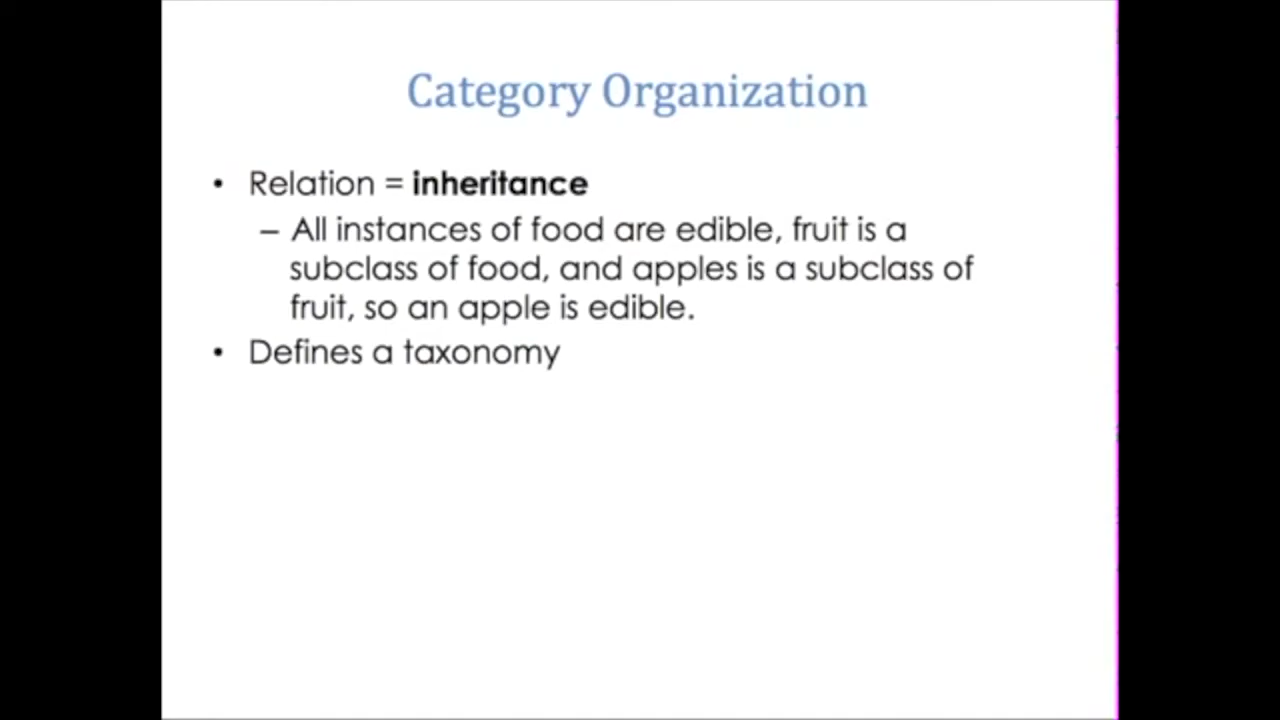 Category Organization
• Relation = inheritance
– All instances of food are edible, fruit is a
subclass of food, and apples is a subclass of
fruit, so an apple is edible.
• Defines a taxonomy